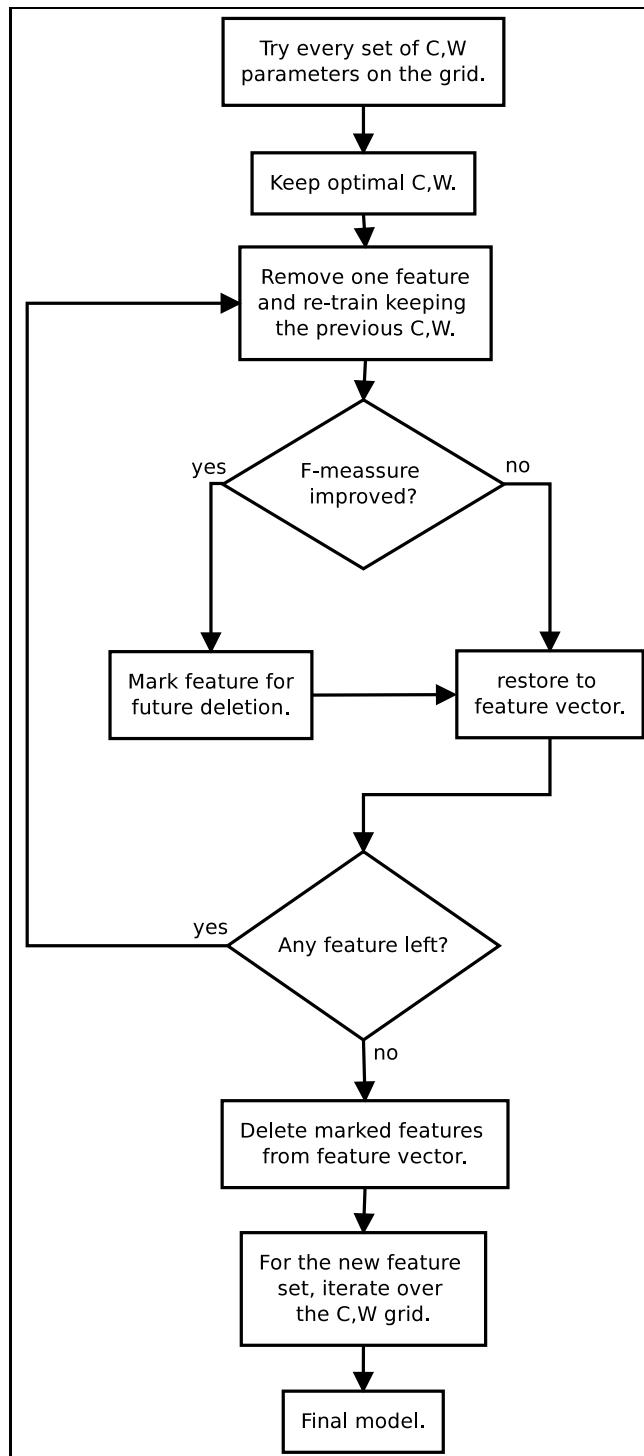 Try every set of C,W
parameters on the grid.
Keep optimal C,W.
Remove one feature
and re-train keeping
the previous C,W.
yes
F-meassure
improved?
no
Mark feature for
future deletion.
restore to
feature vector.
yes
Any feature left?
no
Delete marked features
from feature vector.
For the new feature
set, iterate over
the C,W grid.
Final model.